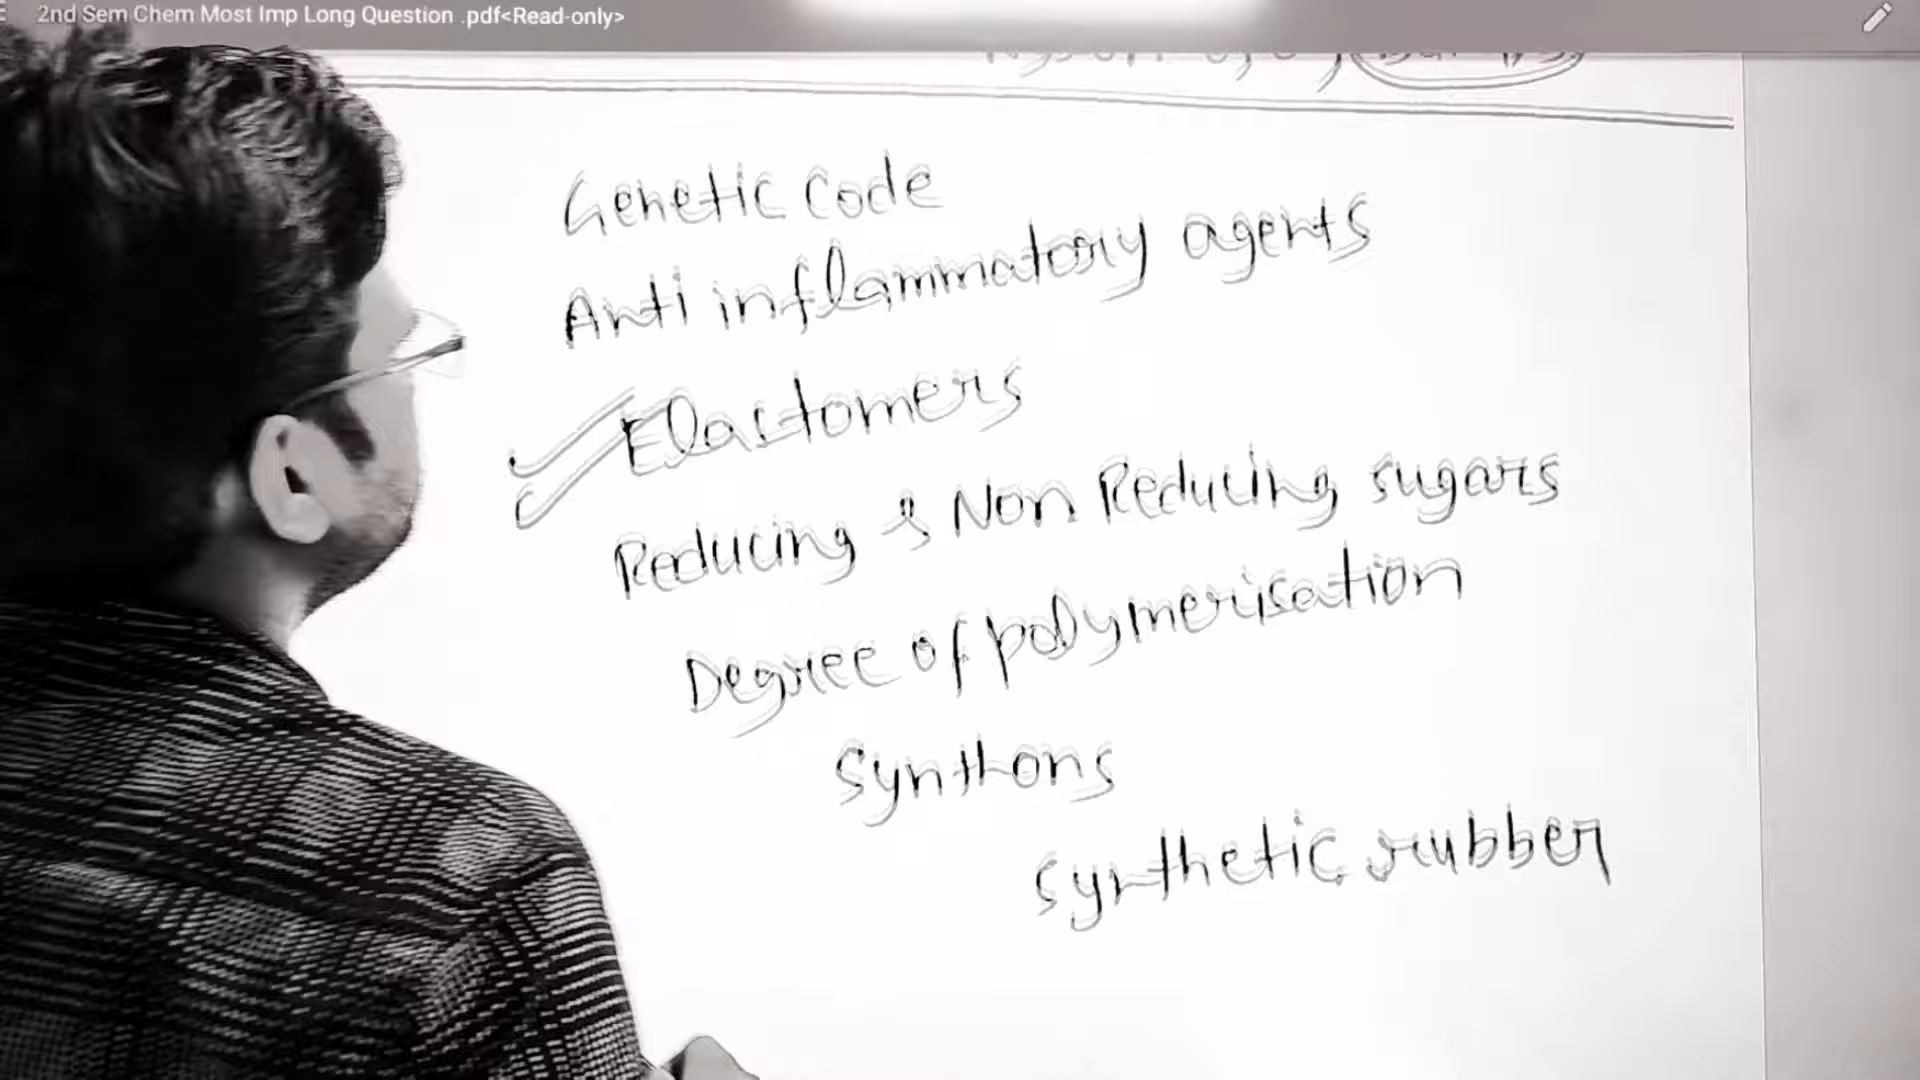 2nd Sem Chem Most Imp Long Question .pdf<Read-only>
Genetic Code
Anti inflammatory agents
Elastomers
Reducing & Non Reducing sugars
Degree of polymerisation
Synthons
Synthetic rubber